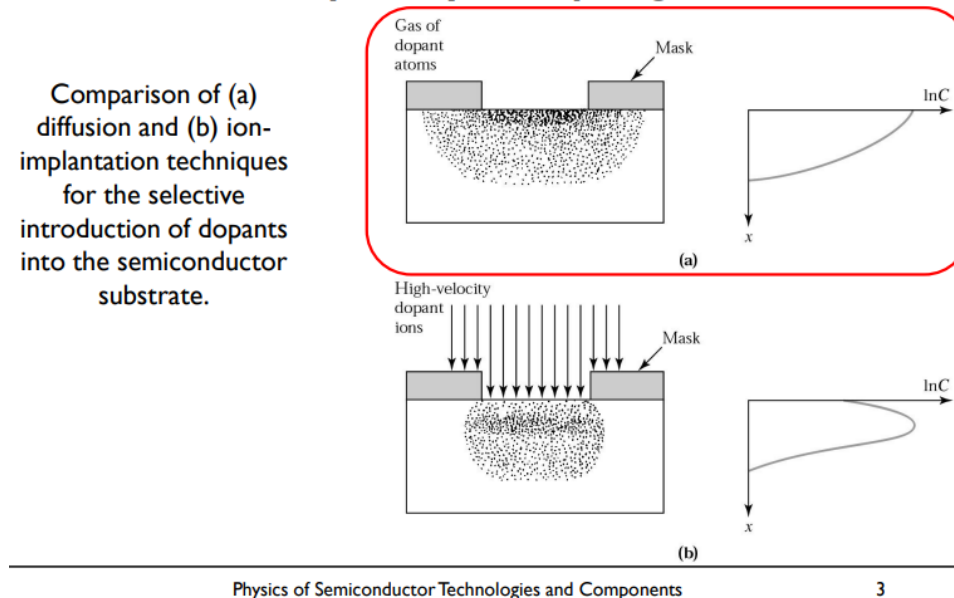 Comparison of (a)
diffusion and (b) ion-
implantation techniques
for the selective
introduction of dopants
into the semiconductor
substrate.
Gas of
dopant
atoms
Mask
lnC
x
(a)
High-velocity
dopant
ions
Mask
lnC
x
(b)
Physics of Semiconductor Technologies and Components
3